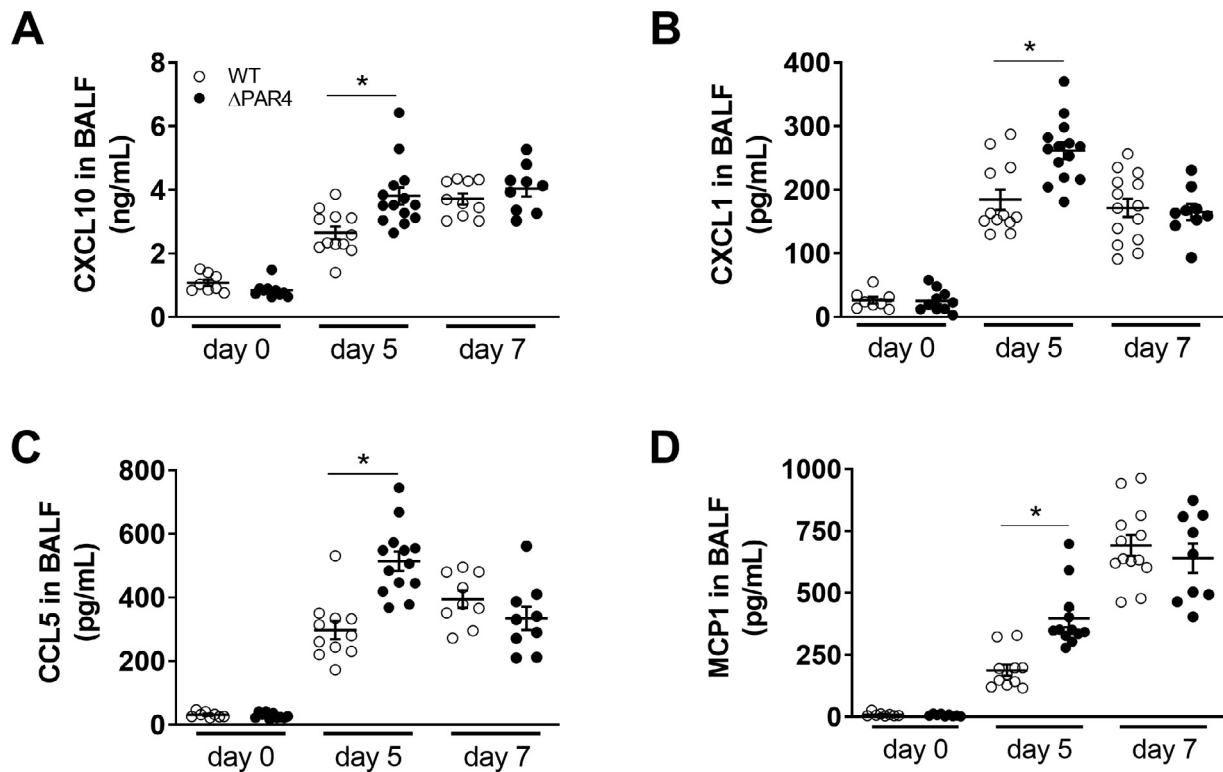 A
CXCL10 in BALF
(ng/mL)
8
6
4
2
0
WT
ΔPAR4
*
day 0
day 5
day 7
B
CXCL1 in BALF
(pg/mL)
400
300
200
100
0
*
day 0
day 5
day 7
C
CCL5 in BALF
(pg/mL)
800
600
400
200
0
*
day 0
day 5
day 7
D
MCP1 in BALF
(pg/mL)
1000
750
500
250
0
*
day 0
day 5
day 7